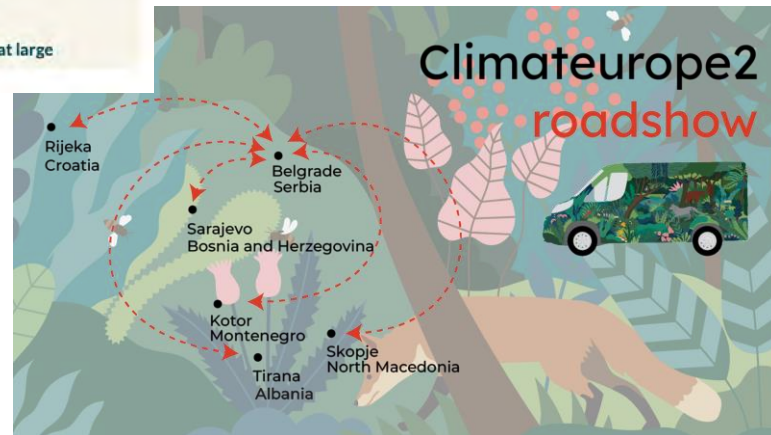 at large
Climateurope2
roadshow
Rijeka
Croatia
Belgrade
Serbia
Sarajevo
Bosnia and Herzegovina
Kotor
Montenegro
Skopje
North Macedonia
Tirana
Albania